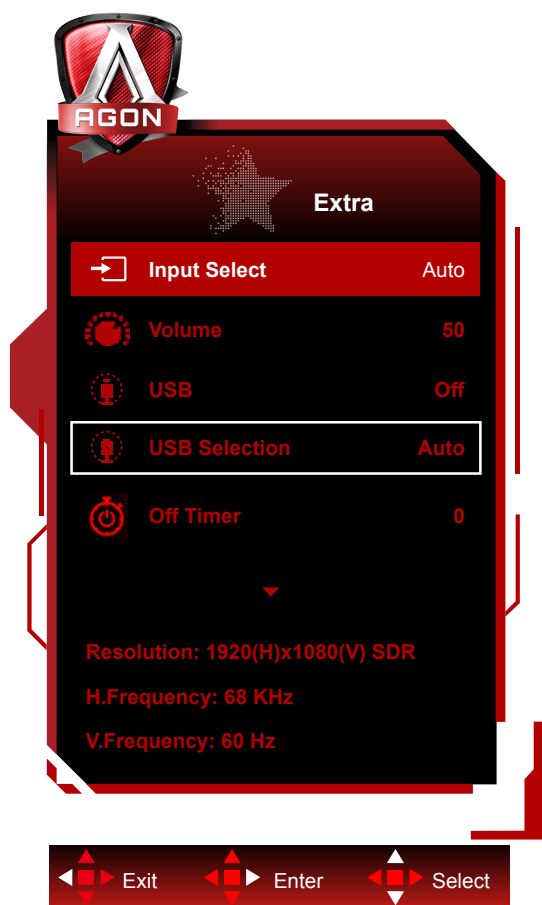 AGON
Extra
Input Select Auto
Volume 50
USB Off
USB Selection Auto
Off Timer 0
Resolution: 1920(H)x1080(V) SDR
H.Frequency: 68 KHz
V.Frequency: 60 Hz
Exit Enter Select